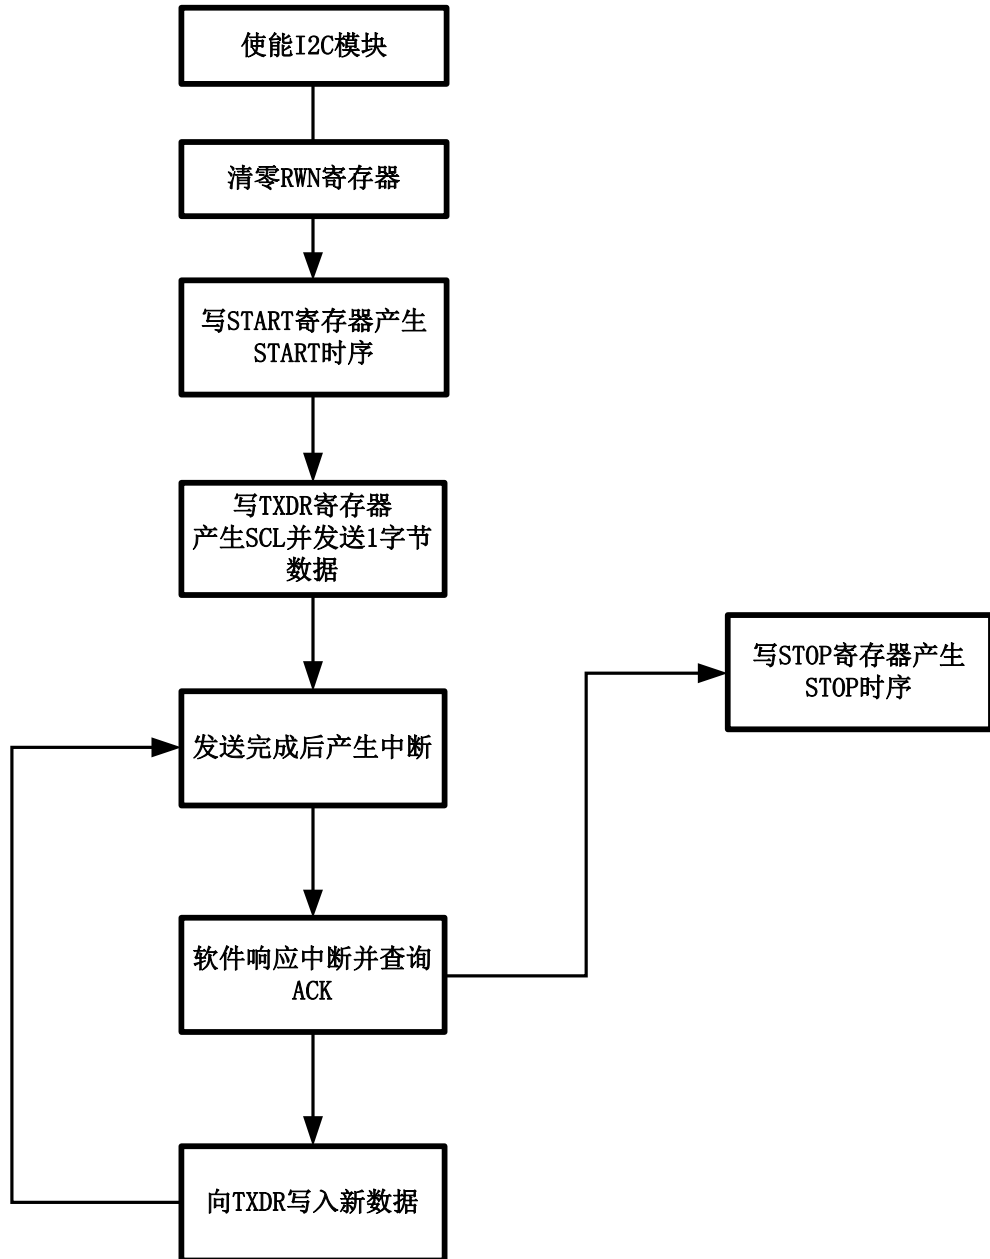 使能I2C模块
清零RWN寄存器
写START寄存器产生
START时序
写TXDR寄存器
产生SCL并发送1字节
数据
写STOP寄存器产生
STOP时序
发送完成后产生中断
软件响应中断并查询
ACK
向TXDR写入新数据